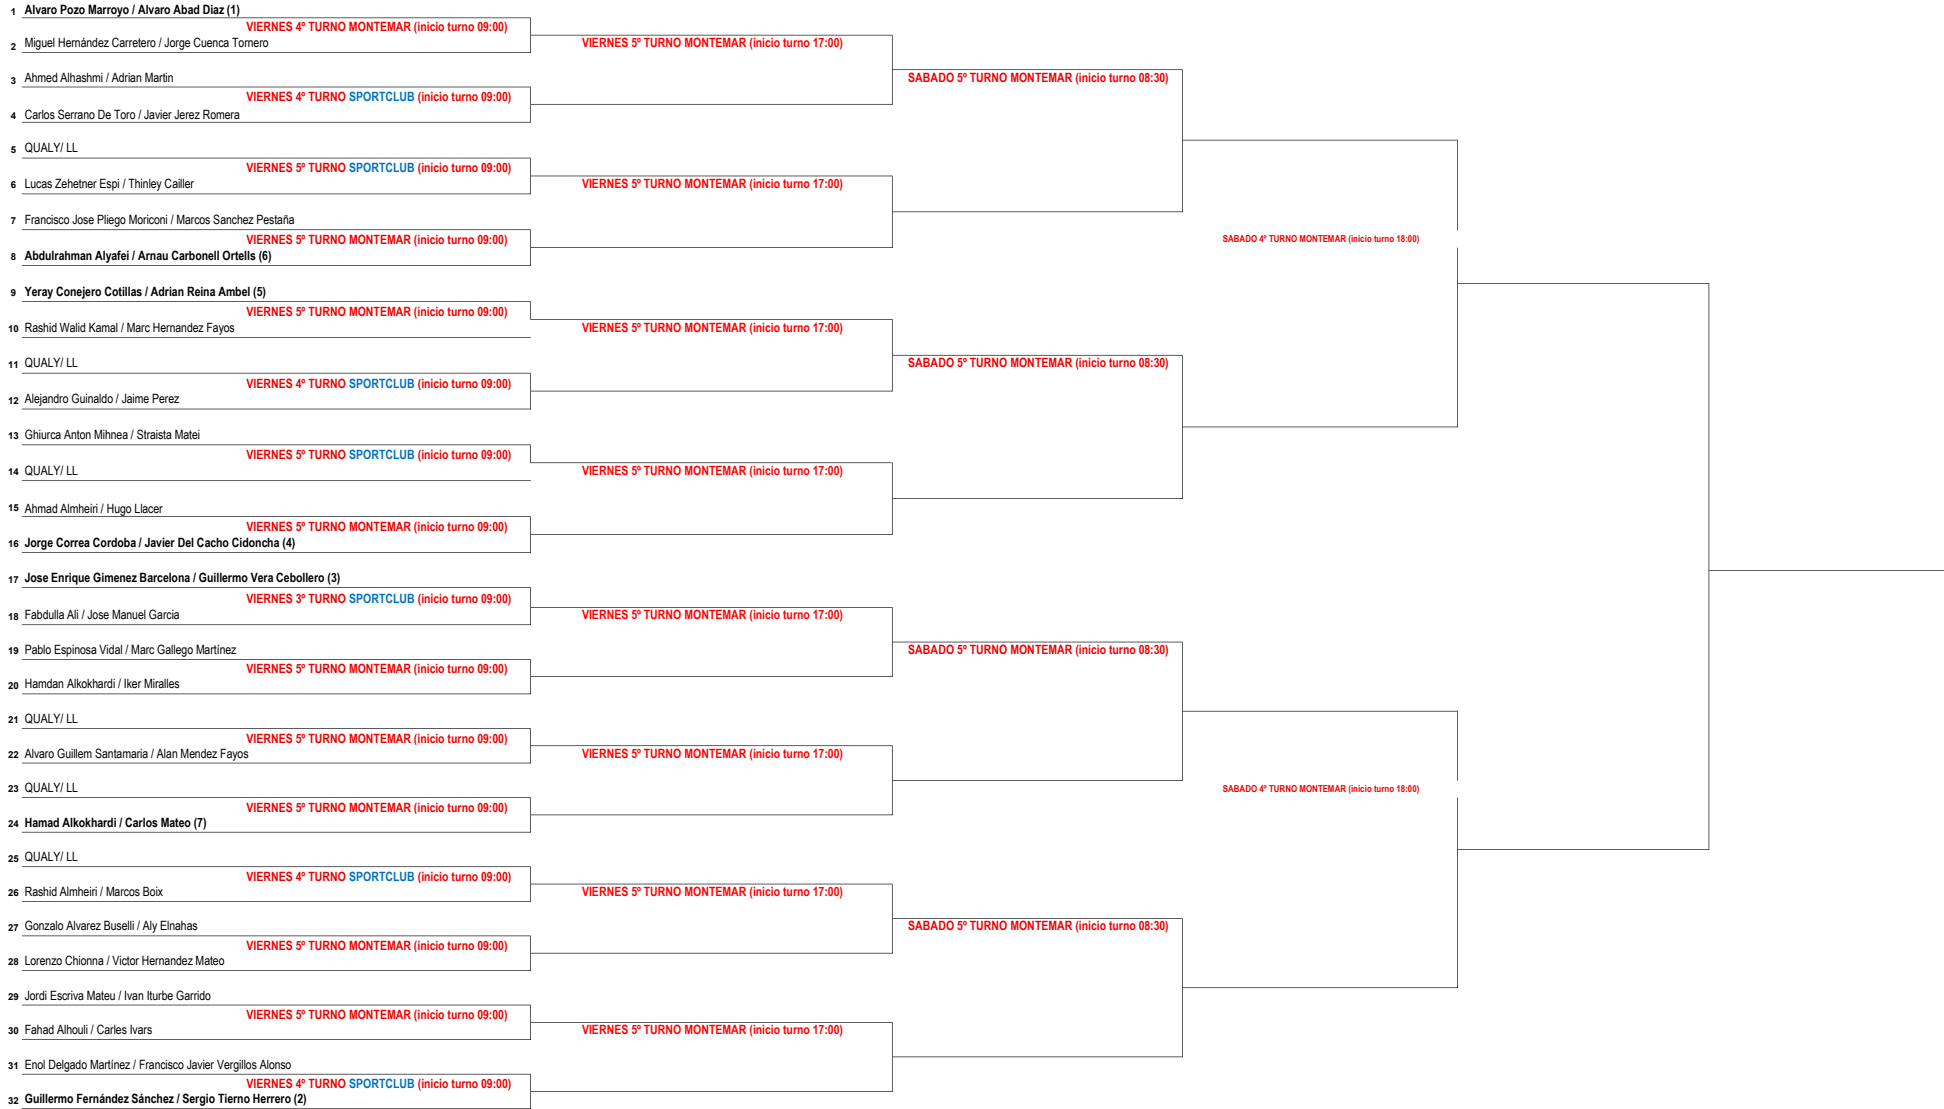 1 Alvaro Pozo Marroyo / Alvaro Abad Diaz (1)
VIERNES 4º TURNO MONTEMAR (inicio turno 09:00)
2 Miguel Hernández Carretero / Jorge Cuenca Tornero
VIERNES 5º TURNO MONTEMAR (inicio turno 17:00)
3 Ahmed Alhashmi / Adrian Martin
SABADO 5º TURNO MONTEMAR (inicio turno 08:30)
VIERNES 4º TURNO SPORTCLUB (inicio turno 09:00)
4 Carlos Serrano De Toro / Javier Jerez Romera
5 QUALY/ LL
VIERNES 5º TURNO SPORTCLUB (inicio turno 09:00)
6 Lucas Zehetner Espi / Thinley Cailler
VIERNES 5º TURNO MONTEMAR (inicio turno 17:00)
7 Francisco Jose Pliego Moriconi / Marcos Sanchez Pestaña
VIERNES 5º TURNO MONTEMAR (inicio turno 09:00)
SABADO 4º TURNO MONTEMAR (inicio turno 18:00)
8 Abdulrahman Alyafei / Arnau Carbonell Ortells (6)
9 Yeray Conejero Cotillas / Adrian Reina Ambel (5)
VIERNES 5º TURNO MONTEMAR (inicio turno 09:00)
10 Rashid Walid Kamal / Marc Hernandez Fayos
VIERNES 5º TURNO MONTEMAR (inicio turno 17:00)
11 QUALY/ LL
SABADO 5º TURNO MONTEMAR (inicio turno 08:30)
VIERNES 4º TURNO SPORTCLUB (inicio turno 09:00)
12 Alejandro Guinaldo / Jaime Perez
13 Ghiurca Anton Mihnea / Straista Matei
VIERNES 5º TURNO SPORTCLUB (inicio turno 09:00)
14 QUALY/ LL
VIERNES 5º TURNO MONTEMAR (inicio turno 17:00)
15 Ahmad Almheiri / Hugo Llacer
VIERNES 5º TURNO MONTEMAR (inicio turno 09:00)
16 Jorge Correa Cordoba / Javier Del Cacho Cidoncha (4)
17 Jose Enrique Gimenez Barcelona / Guillermo Vera Cebollero (3)
VIERNES 3º TURNO SPORTCLUB (inicio turno 09:00)
18 Fabdulla Ali / Jose Manuel Garcia
VIERNES 5º TURNO MONTEMAR (inicio turno 17:00)
19 Pablo Espinosa Vidal / Marc Gallego Martínez
SABADO 5º TURNO MONTEMAR (inicio turno 08:30)
VIERNES 5º TURNO MONTEMAR (inicio turno 09:00)
20 Hamdan Alkokhardi / Iker Miralles
21 QUALY/ LL
VIERNES 5º TURNO MONTEMAR (inicio turno 09:00)
22 Alvaro Guillem Santamaria / Alan Mendez Fayos
VIERNES 5º TURNO MONTEMAR (inicio turno 17:00)
23 QUALY/ LL
SABADO 4º TURNO MONTEMAR (inicio turno 18:00)
VIERNES 5º TURNO MONTEMAR (inicio turno 09:00)
24 Hamad Alkokhardi / Carlos Mateo (7)
25 QUALY/ LL
VIERNES 4º TURNO SPORTCLUB (inicio turno 09:00)
26 Rashid Almheiri / Marcos Boix
VIERNES 5º TURNO MONTEMAR (inicio turno 17:00)
27 Gonzalo Alvarez Buselli / Aly Elnahas
SABADO 5º TURNO MONTEMAR (inicio turno 08:30)
VIERNES 5º TURNO MONTEMAR (inicio turno 09:00)
28 Lorenzo Chionna / Victor Hernandez Mateo
29 Jordi Escriva Mateu / Ivan Iturbe Garrido
VIERNES 5º TURNO MONTEMAR (inicio turno 09:00)
30 Fahad Alhouli / Carles Ivars
VIERNES 5º TURNO MONTEMAR (inicio turno 17:00)
31 Enol Delgado Martínez / Francisco Javier Vergillos Alonso
VIERNES 4º TURNO SPORTCLUB (inicio turno 09:00)
32 Guillermo Fernández Sánchez / Sergio Tierno Herrero (2)